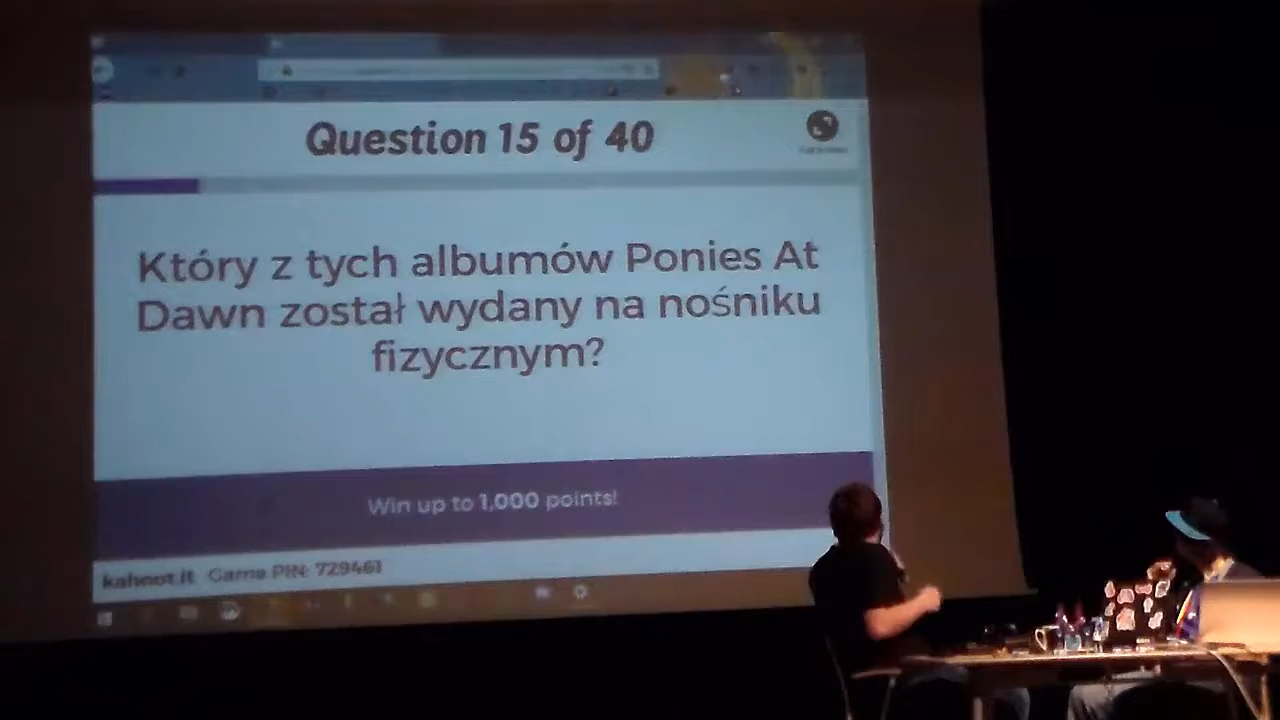 Question 15 of 40
Który z tych albumów Ponies At
Dawn został wydany na nośniku
fizycznym?
Win up to 1,000 points!
kahoot.it Game PIN: 729461